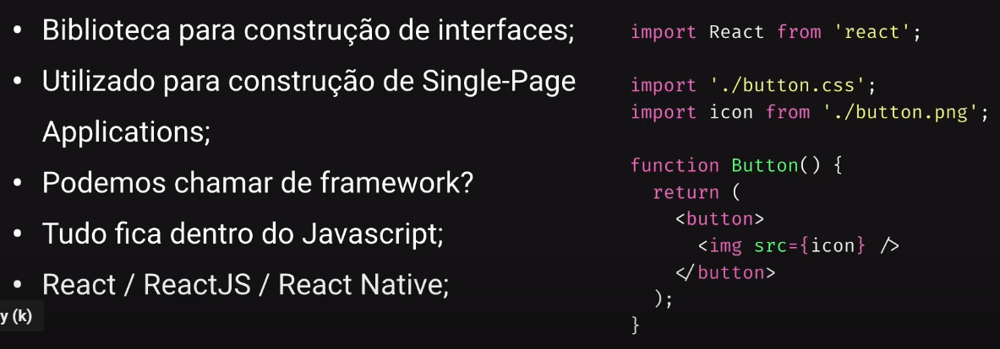 • Biblioteca para construção de interfaces;
• Utilizado para construção de Single-Page
Applications;
• Podemos chamar de framework?
• Tudo fica dentro do Javascript;
• React / ReactJS / React Native;
y (k)
import React from 'react';
import './button.css';
import icon from './button.png';
function Button() {
return (
<button>
<img src={icon} />
</button>
);
}